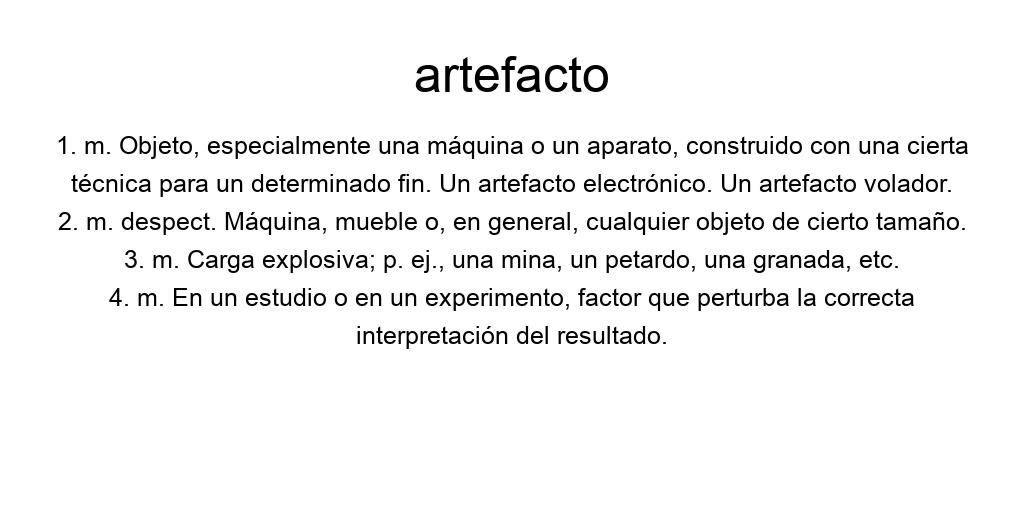 artefacto
1. m. Objeto, especialmente una máquina o un aparato, construido con una cierta
técnica para un determinado fin. Un artefacto electrónico. Un artefacto volador.
2. m. despect. Máquina, mueble o, en general, cualquier objeto de cierto tamaño.
3. m. Carga explosiva; p. ej., una mina, un petardo, una granada, etc.
4. m. En un estudio o en un experimento, factor que perturba la correcta
interpretación del resultado.